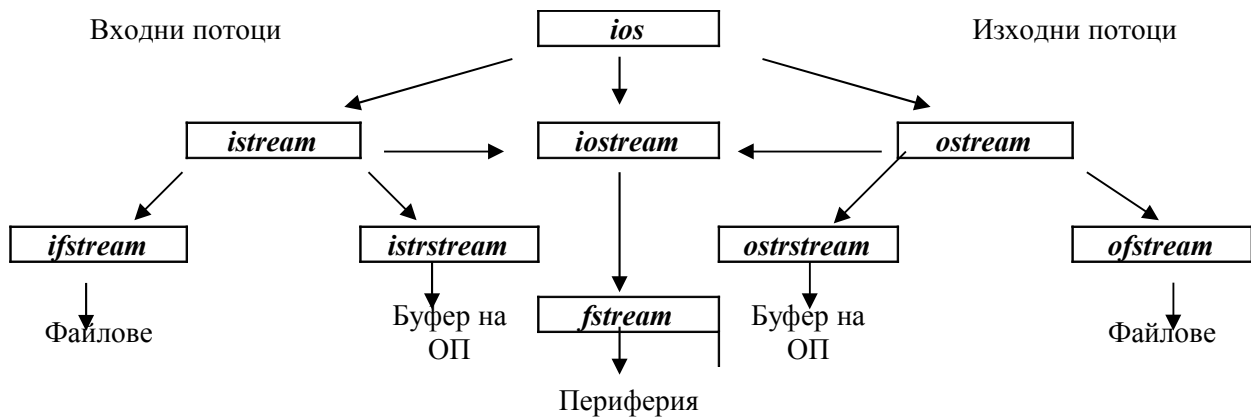 Входни потоци
ios
Изходни потоци
istream
iostream
ostream
ifstream
istrstream
ostrstream
ofstream
Файлове
Буфер на
ОП
fstream
Буфер на
ОП
Файлове
Периферия